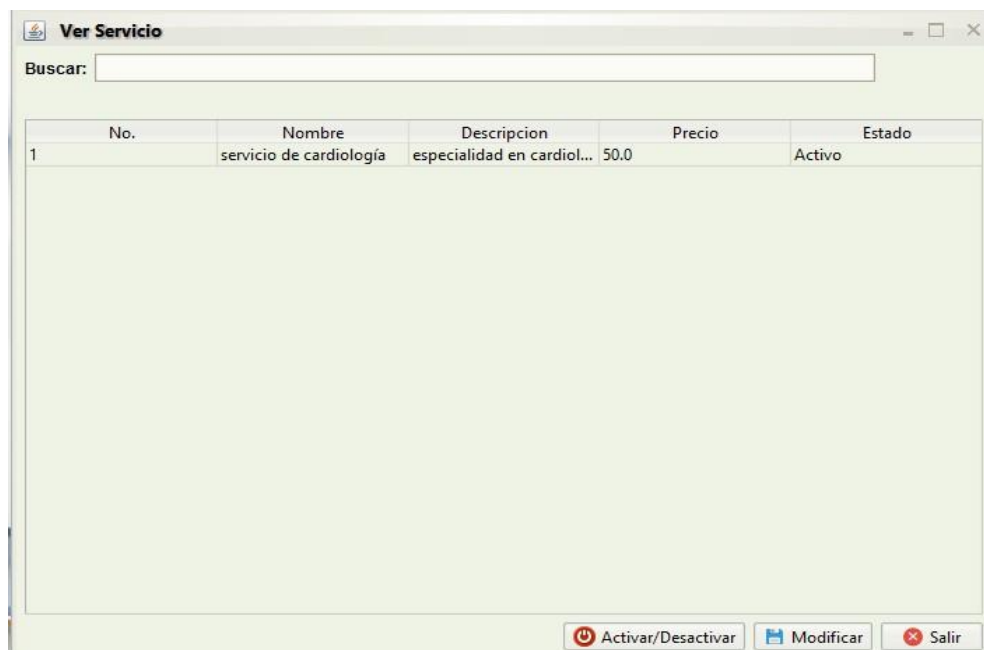 Ver Servicio
Buscar:
No. Nombre Descripcion Precio Estado
1 servicio de cardiología especialidad en cardiol... 50.0 Activo
Activar/Desactivar Modificar Salir